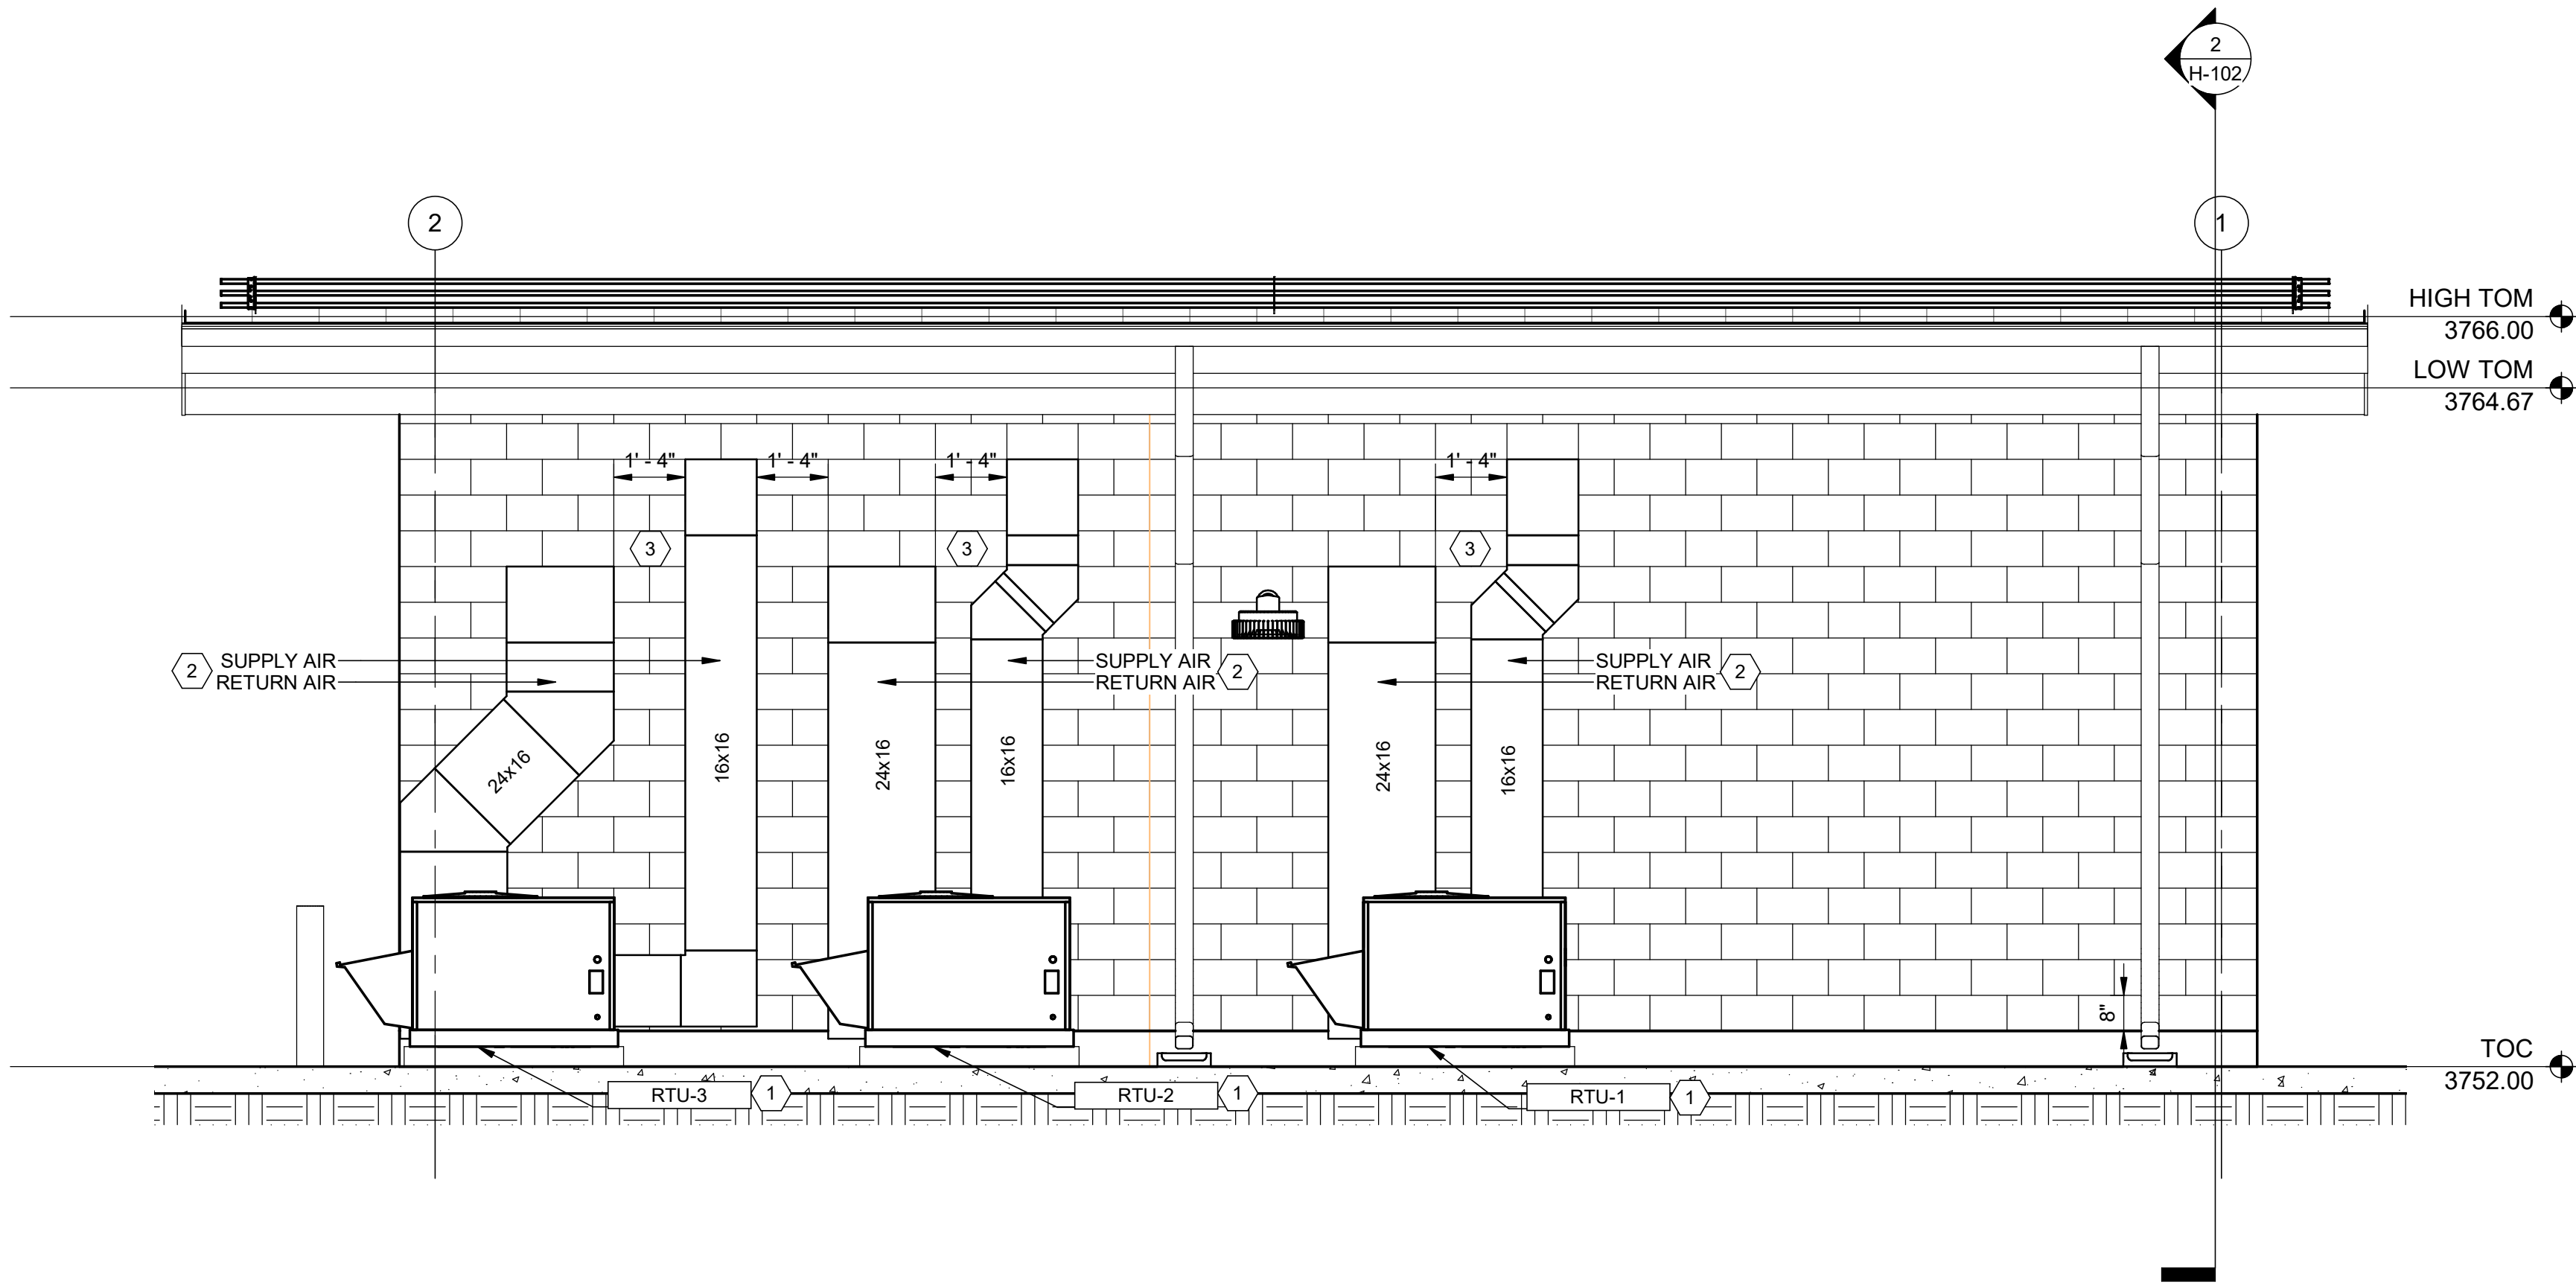 2
H-102
2
1
HIGH TOM
3766.00
LOW TOM
3764.67
1' - 4"
1' - 4"
1' - 4"
1' - 4"
3
3
3
2
SUPPLY AIR
RETURN AIR
SUPPLY AIR
RETURN AIR
2
SUPPLY AIR
RETURN AIR
2
24x16
16x16
24x16
16x16
24x16
16x16
8"
TOC
3752.00
RTU-3
1
RTU-2
1
RTU-1
1